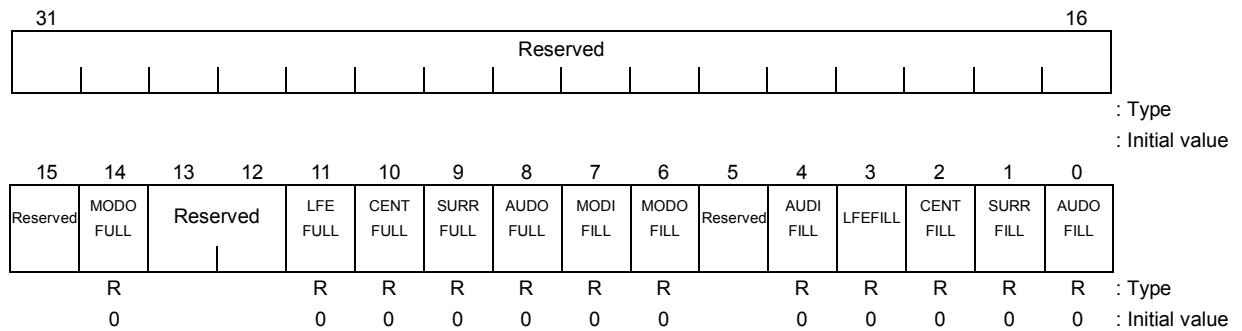 31 16
Reserved
: Type
: Initial value
15 14 13 12 11 10 9 8 7 6 5 4 3 2 1 0
Reserved MODO FULL Reserved LFE FULL CENT FULL SURR FULL AUDO FULL MODI FILL MODO FILL Reserved AUDI FILL LFEFILL CENT FILL SURR FILL AUDO FILL
R R R R R R R R R R R R : Type
0 0 0 0 0 0 0 0 0 0 0 0 : Initial value